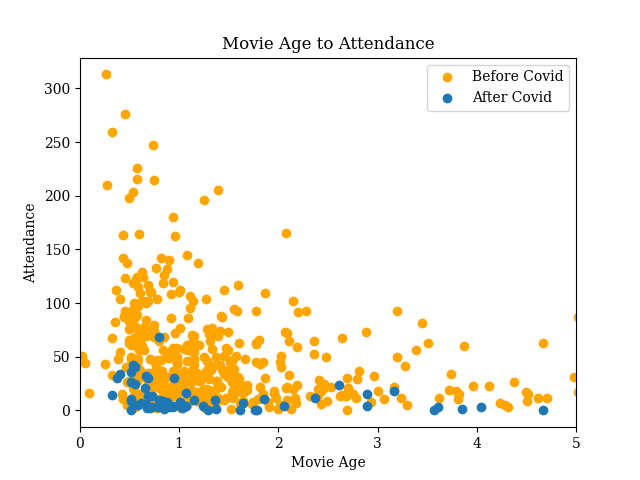 Movie Age to Attendance
Before Covid
After Covid
300
250
200
150
100
50
0
Attendance
0 1 2 3 4 5
Movie Age